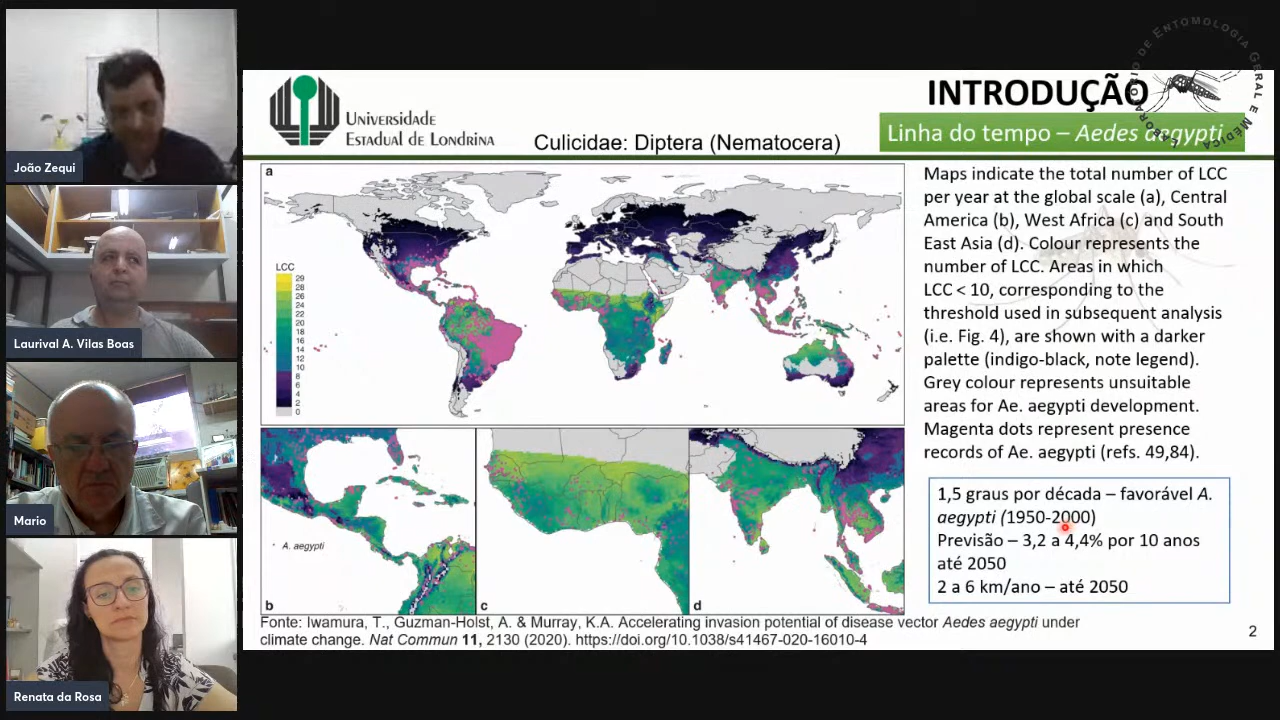 João Zequi
Laurival A. Vilas Boas
Mario
Renata da Rosa
Universidade
Estadual de Londrina
Culicidae: Diptera (Nematocera)
INTRODUÇÃO
Linha do tempo – Aedes aegypti
LABORATÓRIO DE ENTOMOLOGIA GERAL E MÉDICA
a
LCC
29
28
26
24
22
20
18
16
14
12
10
8
6
4
2
0
A. aegypti
b
c
d
Maps indicate the total number of LCC
per year at the global scale (a), Central
America (b), West Africa (c) and South
East Asia (d). Colour represents the
number of LCC. Areas in which
LCC < 10, corresponding to the
threshold used in subsequent analysis
(i.e. Fig. 4), are shown with a darker
palette (indigo-black, note legend).
Grey colour represents unsuitable
areas for Ae. aegypti development.
Magenta dots represent presence
records of Ae. aegypti (refs. 49,84).
1,5 graus por década – favorável A.
aegypti (1950-2000)
Previsão – 3,2 a 4,4% por 10 anos
até 2050
2 a 6 km/ano – até 2050
Fonte: Iwamura, T., Guzman-Holst, A. & Murray, K.A. Accelerating invasion potential of disease vector Aedes aegypti under
climate change. Nat Commun 11, 2130 (2020). https://doi.org/10.1038/s41467-020-16010-4
2